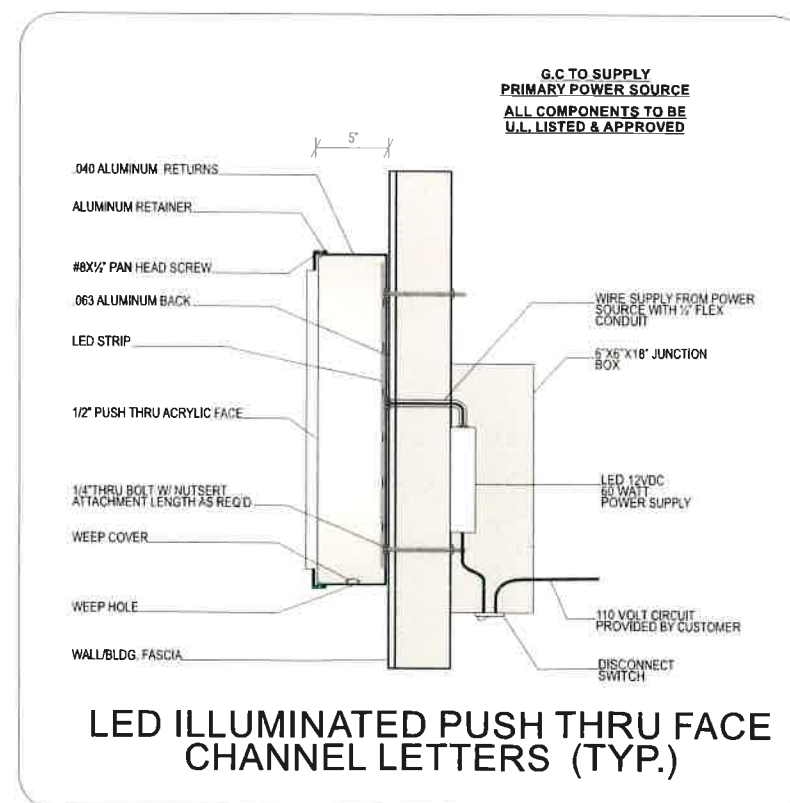 G.C TO SUPPLY
PRIMARY POWER SOURCE
ALL COMPONENTS TO BE
U.L. LISTED & APPROVED
5"
.040 ALUMINUM RETURNS
ALUMINUM RETAINER
#8X½" PAN HEAD SCREW
.063 ALUMINUM BACK
LED STRIP
1/2" PUSH THRU ACRYLIC FACE
1/4"THRU BOLT W/ NUTSERT
ATTACHMENT LENGTH AS REQ'D
WEEP COVER
WEEP HOLE
WALL/BLDG. FASCIA
WIRE SUPPLY FROM POWER
SOURCE WITH ½" FLEX
CONDUIT
6"X6"X18" JUNCTION
BOX
LED 12VDC
60 WATT
POWER SUPPLY
110 VOLT CIRCUIT
PROVIDED BY CUSTOMER
DISCONNECT
SWITCH
LED ILLUMINATED PUSH THRU FACE
CHANNEL LETTERS (TYP.)